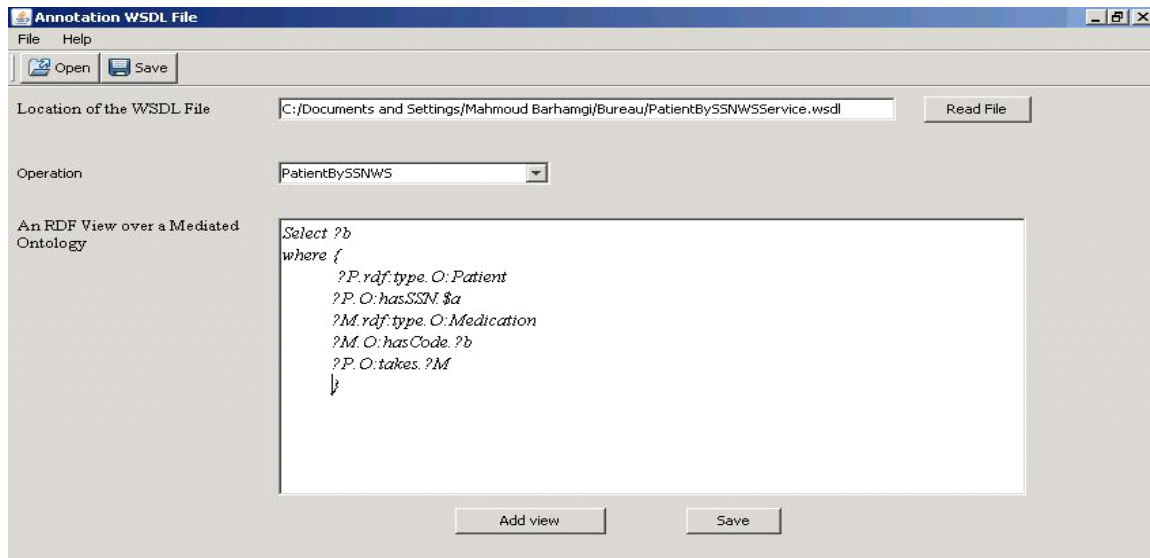 Annotation WSDL File
File Help
Open Save
Location of the WSDL File C:/Documents and Settings/Mahmoud Barhamgi/Bureau/PatientBySSNWSService.wsdl Read File
Operation PatientBySSNWS
An RDF View over a Mediated
Ontology
Select ?b
where {
?P.rdf:type.O:Patient
?P.O:hasSSN.$a
?M.rdf:type.O:Medication
?M.O:hasCode.?b
?P.O:takes.?M
}
Add view Save